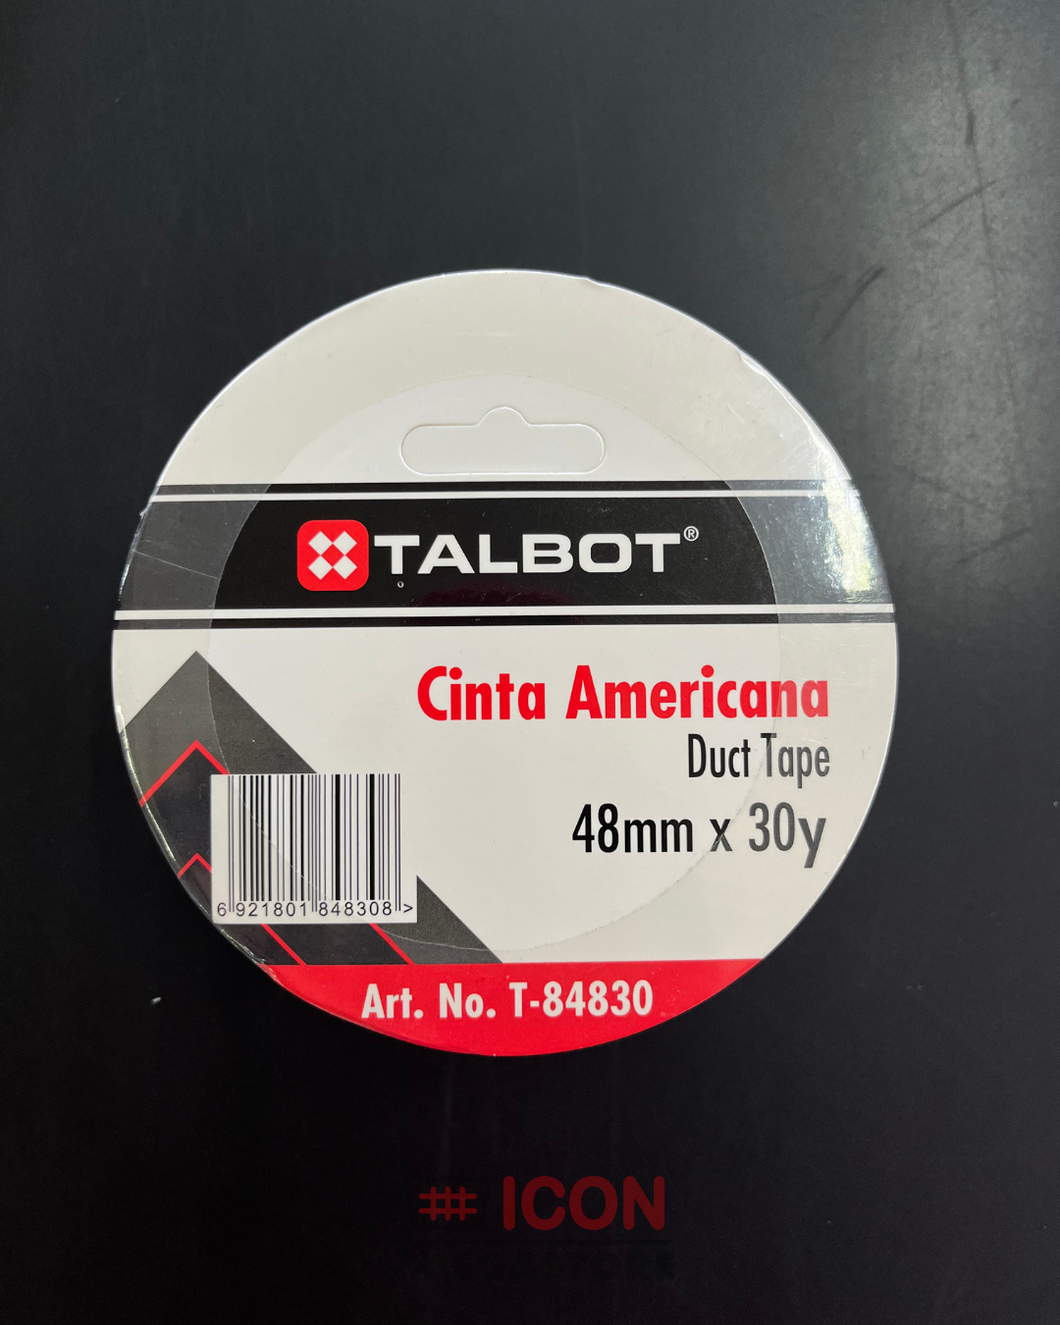 TALBOT®
Cinta Americana
Duct Tape
48mm x 30y
6 921801 848308 >
Art. No. T-84830
# ICON